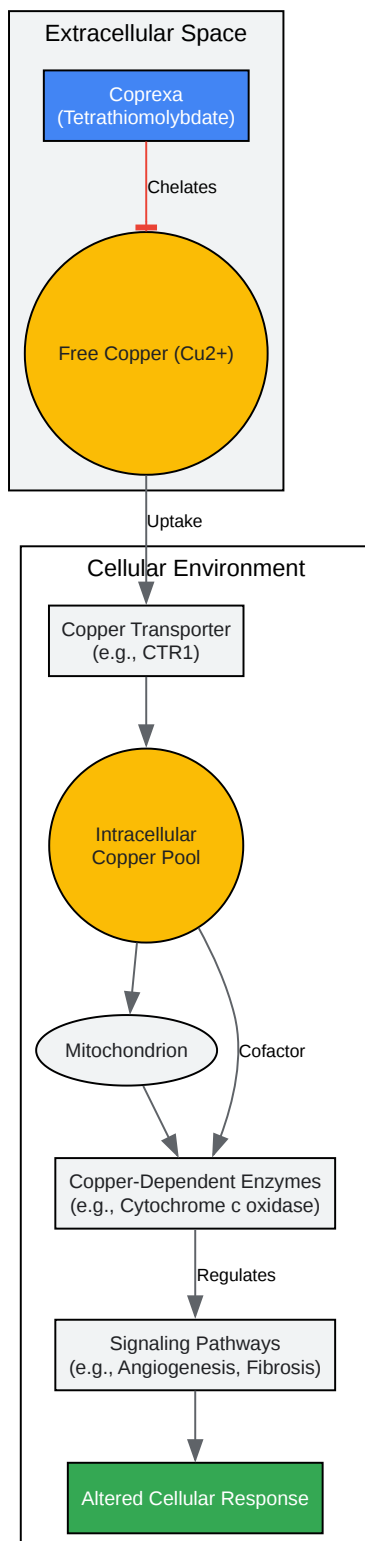 Extracellular Space
Coprexa
(Tetrathiomolybdate)
Chelates
Free Copper (Cu2+)
Uptake
Cellular Environment
Copper Transporter
(e.g., CTR1)
Intracellular
Copper Pool
Mitochondrion
Cofactor
Copper-Dependent Enzymes
(e.g., Cytochrome c oxidase)
Regulates
Signaling Pathways
(e.g., Angiogenesis, Fibrosis)
Altered Cellular Response